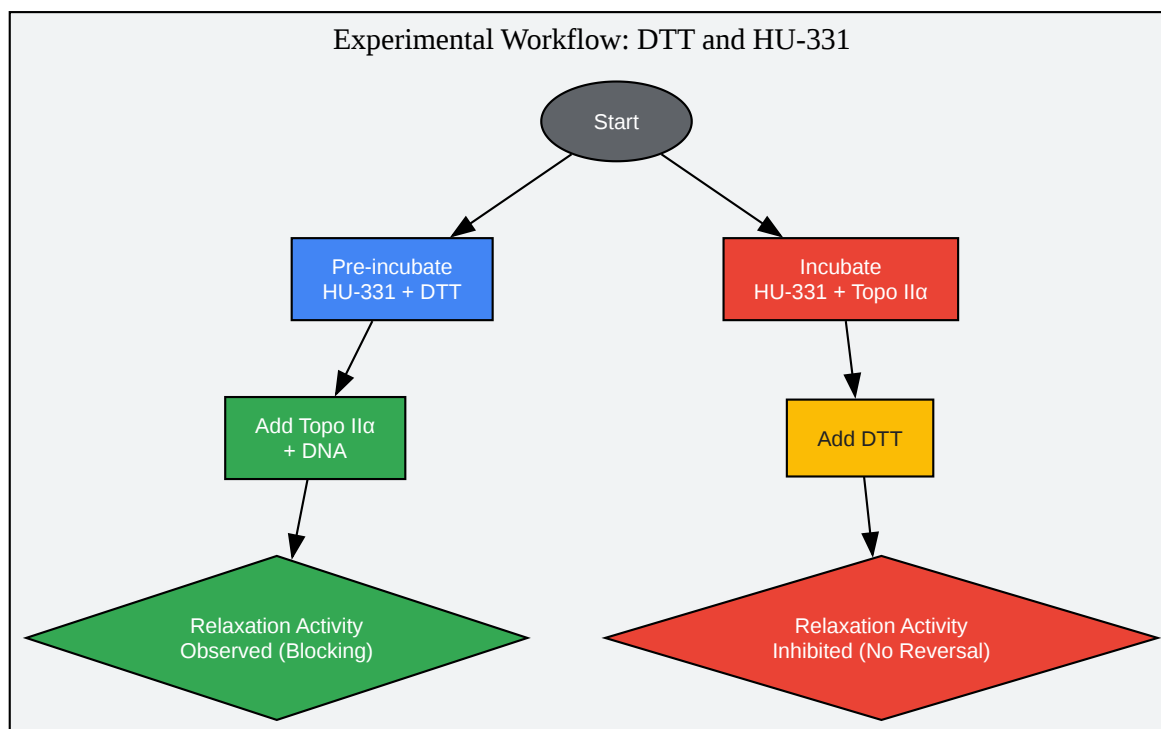 Experimental Workflow: DTT and HU-331
Start
Pre-incubate
HU-331 + DTT
Incubate
HU-331 + Topo IIα
Add Topo IIα
+ DNA
Add DTT
Relaxation Activity
Observed (Blocking)
Relaxation Activity
Inhibited (No Reversal)